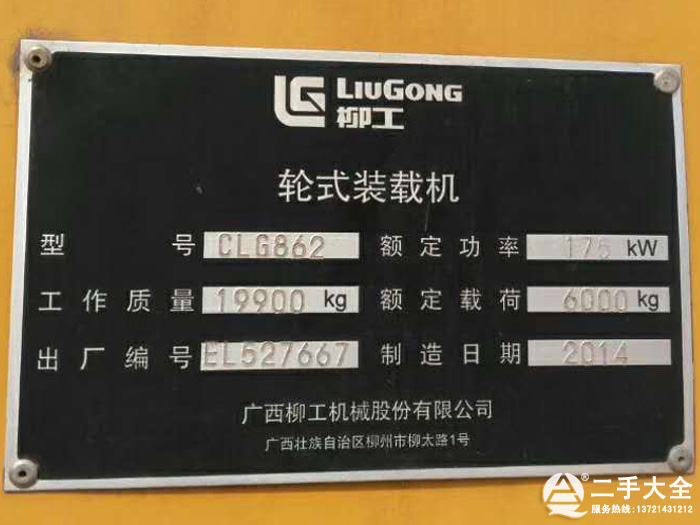 LG LIUGONG
柳工
轮式装载机
型号 CLG862 额定功率 175 kW
工作质量 19900 kg 额定载荷 6000 kg
出厂编号 EL527667 制造日期 2014
广西柳工机械股份有限公司
广西壮族自治区柳州市柳太路1号
二手大全
服务热线:13721431212